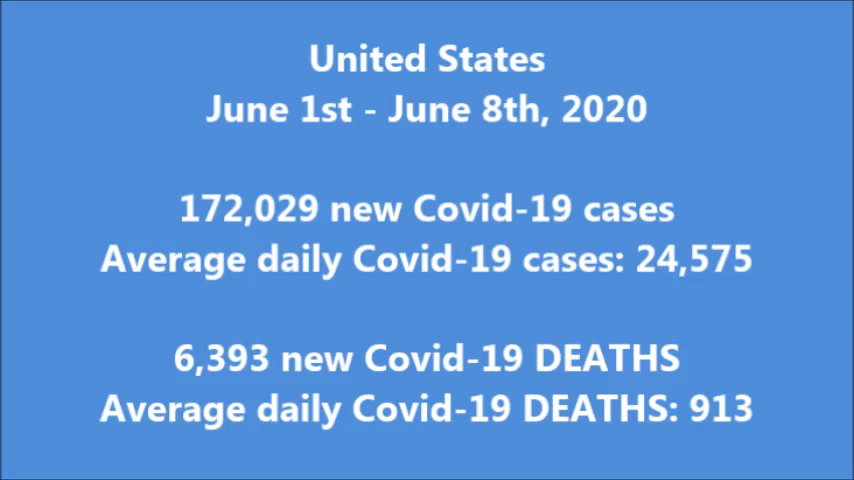 United States
June 1st - June 8th, 2020
172,029 new Covid-19 cases
Average daily Covid-19 cases: 24,575
6,393 new Covid-19 DEATHS
Average daily Covid-19 DEATHS: 913